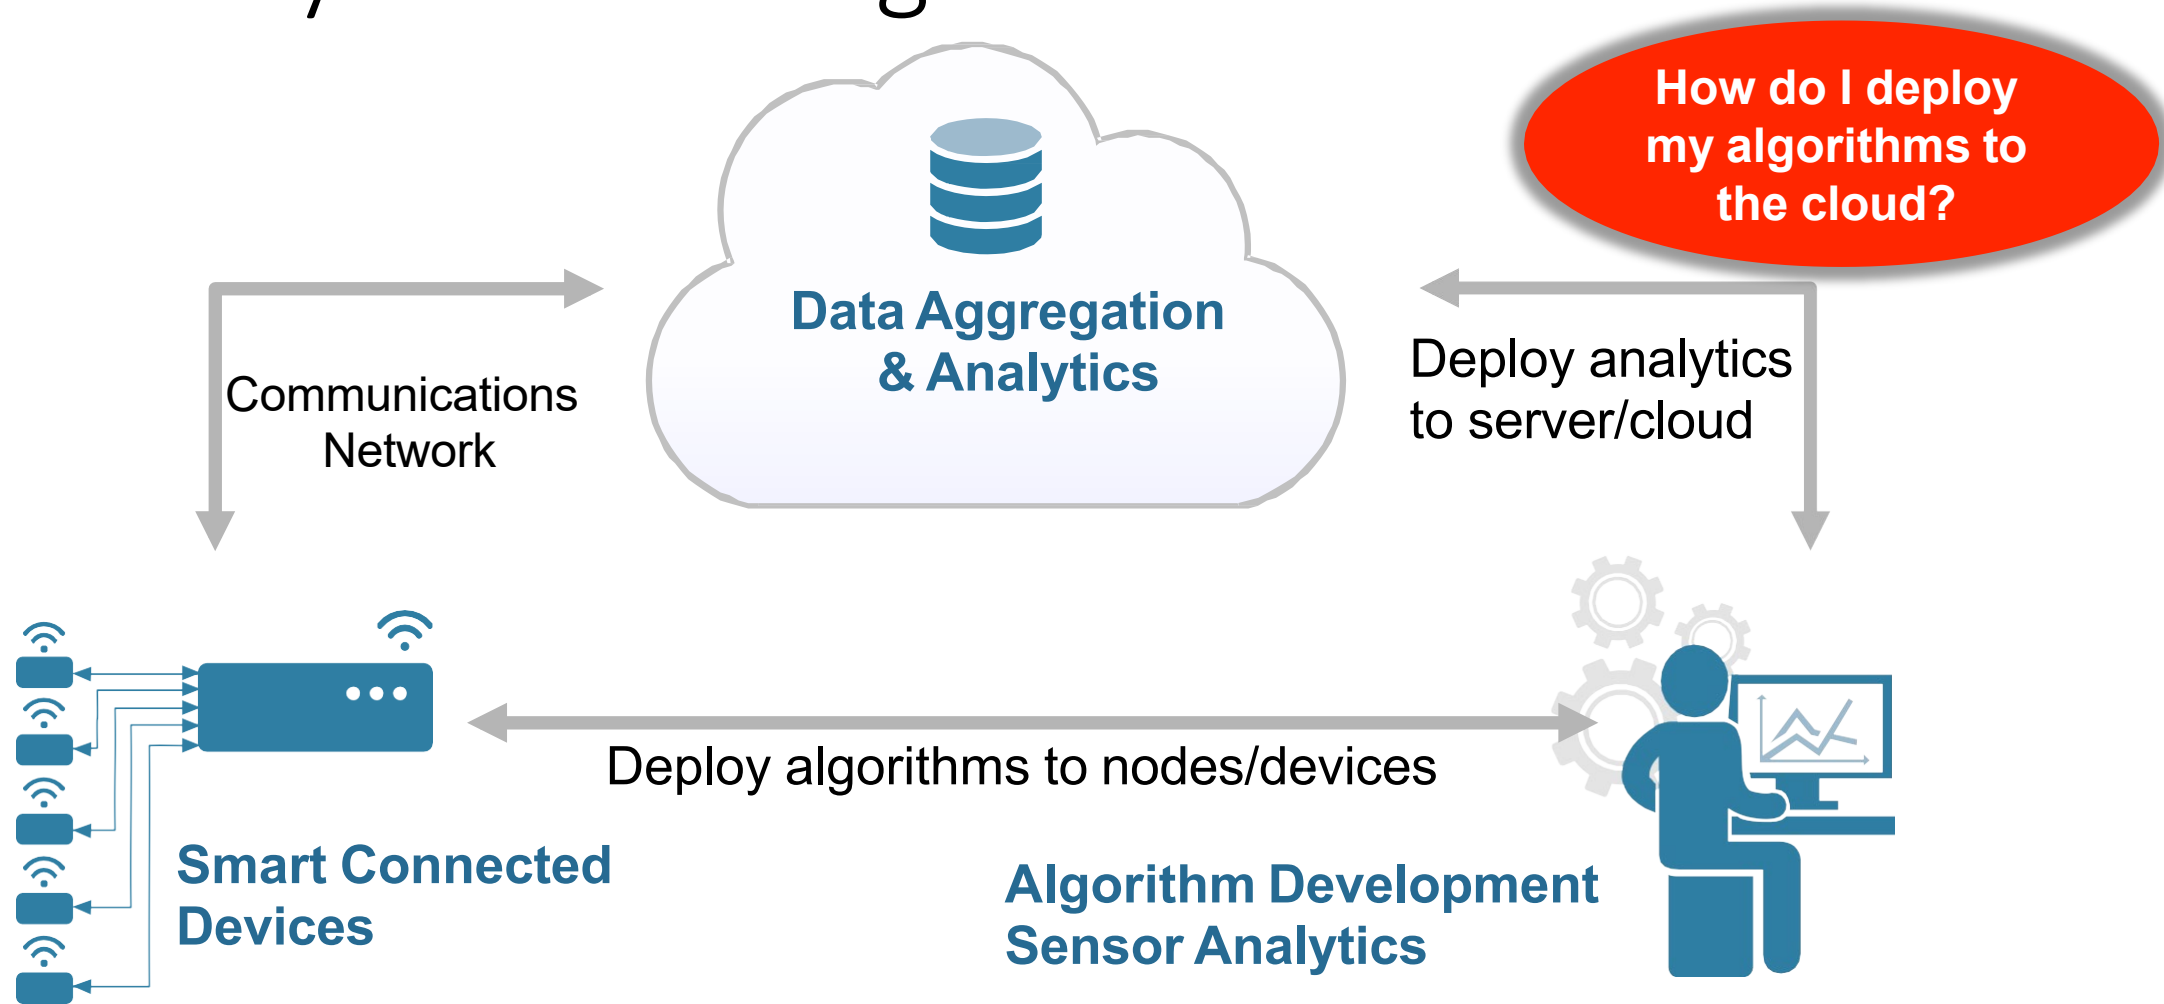 How do I deploy
my algorithms to
the cloud?
Data Aggregation
& Analytics
Communications
Network
Deploy analytics
to server/cloud
Deploy algorithms to nodes/devices
Smart Connected
Devices
Algorithm Development
Sensor Analytics